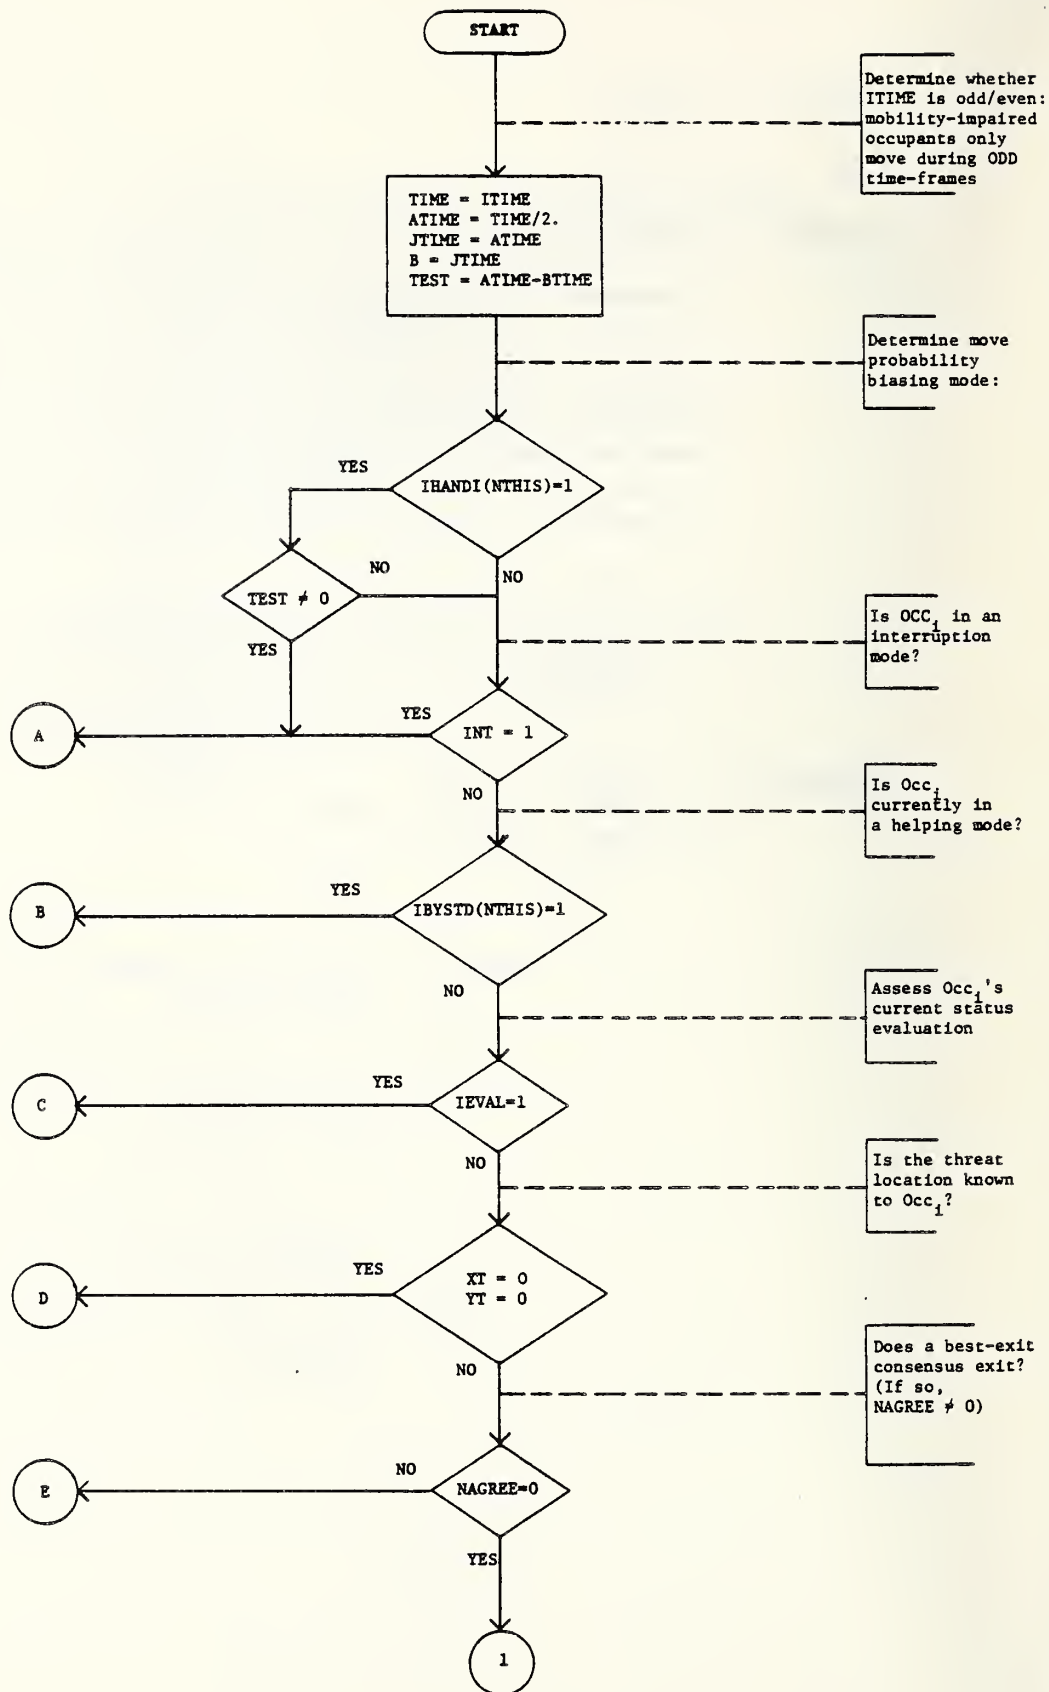 START
Determine whether
ITIME is odd/even:
mobility-impaired
occupants only
move during ODD
time-frames
TIME = ITIME
ATIME = TIME/2.
JTIME = ATIME
B = JTIME
TEST = ATIME-BTIME
Determine move
probability
biasing mode:
YES
IHANDI(NTHIS)=1
NO
NO
TEST ≠ 0
YES
Is OCCi in an
interruption
mode?
A
YES
INT = 1
NO
Is Occi
currently in
a helping mode?
B
YES
IBYSTD(NTHIS)=1
NO
Assess Occi's
current status
evaluation
C
YES
IEVAL=1
NO
Is the threat
location known
to Occi?
D
YES
XT = 0
YT = 0
NO
Does a best-exit
consensus exit?
(If so,
NAGREE ≠ 0)
E
NO
NAGREE=0
YES
1